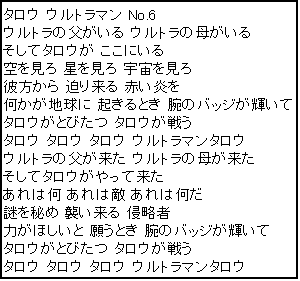 タロウ ウルトラマン No.6
ウルトラの父がいる ウルトラの母がいる
そしてタロウが ここにいる
空を見ろ 星を見ろ 宇宙を見ろ
彼方から 迫り来る 赤い炎を
何かが地球に 起きるとき 腕のバッジが輝いて
タロウがとびたつ タロウが戦う
タロウ タロウ タロウ ウルトラマンタロウ
ウルトラの父が来た ウルトラの母が来た
そしてタロウがやって来た
あれは何 あれは敵 あれは何だ
謎を秘め 襲い来る 侵略者
力がほしいと 願うとき 腕のバッジが輝いて
タロウがとびたつ タロウが戦う
タロウ タロウ タロウ ウルトラマンタロウ